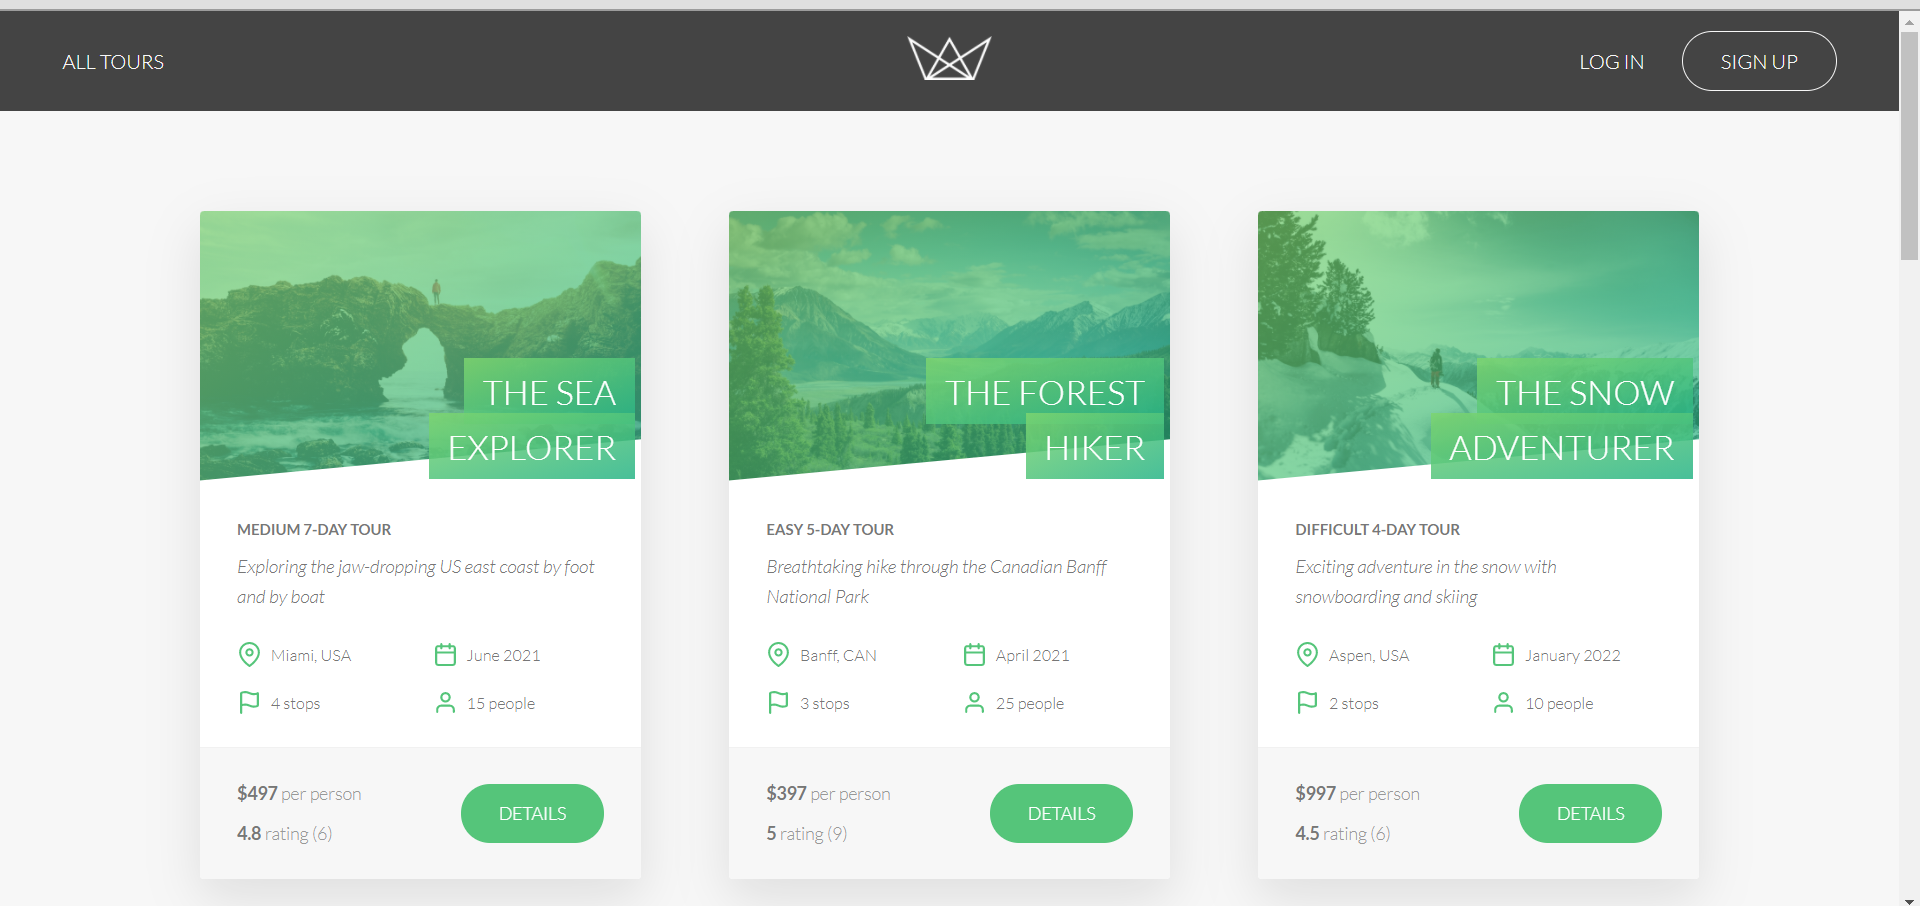 ALL TOURS
LOG IN
SIGN UP
THE SEA
EXPLORER
MEDIUM 7-DAY TOUR
Exploring the jaw-dropping US east coast by foot
and by boat
Miami, USA
June 2021
4 stops
15 people
$497 per person
4.8 rating (6)
DETAILS
THE FOREST
HIKER
EASY 5-DAY TOUR
Breathtaking hike through the Canadian Banff
National Park
Banff, CAN
April 2021
3 stops
25 people
$397 per person
5 rating (9)
DETAILS
THE SNOW
ADVENTURER
DIFFICULT 4-DAY TOUR
Exciting adventure in the snow with
snowboarding and skiing
Aspen, USA
January 2022
2 stops
10 people
$997 per person
4.5 rating (6)
DETAILS